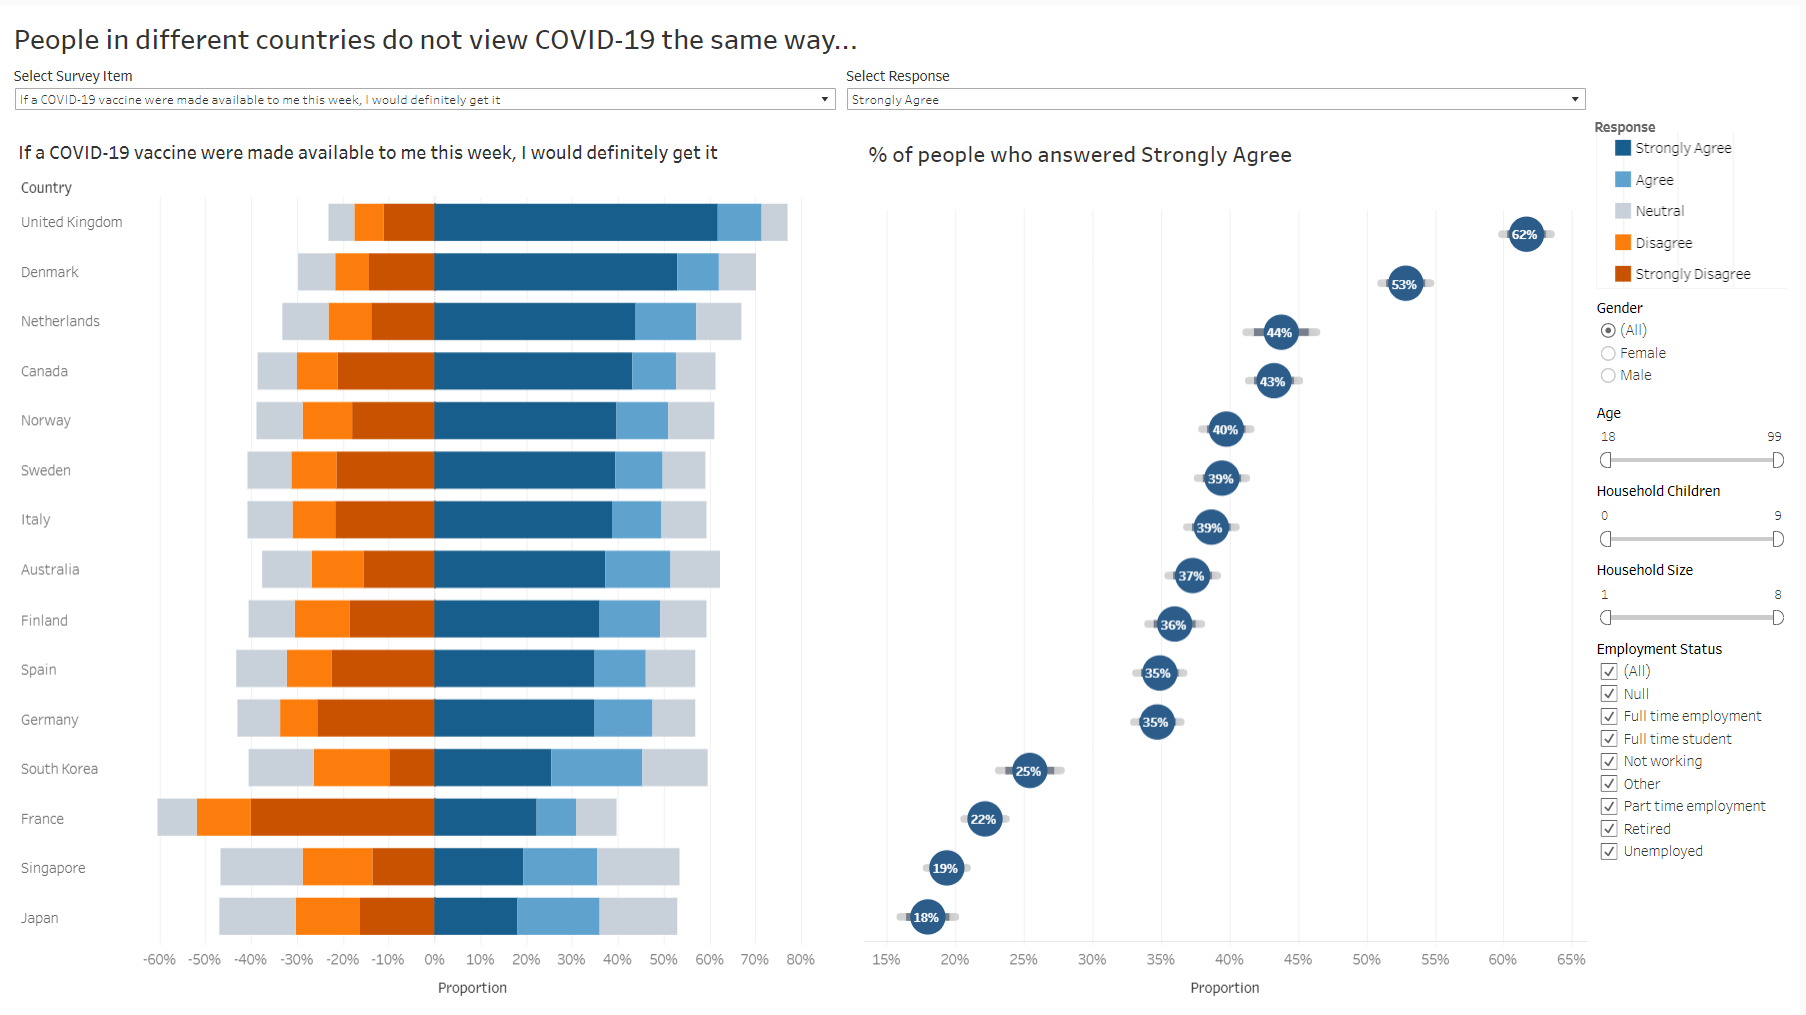 People in different countries do not view COVID-19 the same way...
Select Survey Item
Select Response
If a COVID-19 vaccine were made available to me this week, I would definitely get it
Strongly Agree
If a COVID-19 vaccine were made available to me this week, I would definitely get it
Country
United Kingdom
Denmark
Netherlands
Canada
Norway
Sweden
Italy
Australia
Finland
Spain
Germany
South Korea
France
Singapore
Japan
-60% -50% -40% -30% -20% -10% 0% 10% 20% 30% 40% 50% 60% 70% 80%
Proportion
% of people who answered Strongly Agree
62%
53%
44%
43%
40%
39%
39%
37%
36%
35%
35%
25%
22%
19%
18%
15% 20% 25% 30% 35% 40% 45% 50% 55% 60% 65%
Proportion
Response
Strongly Agree
Agree
Neutral
Disagree
Strongly Disagree
Gender
(All)
Female
Male
Age
18 99
Household Children
0 9
Household Size
1 8
Employment Status
(All)
Null
Full time employment
Full time student
Not working
Other
Part time employment
Retired
Unemployed